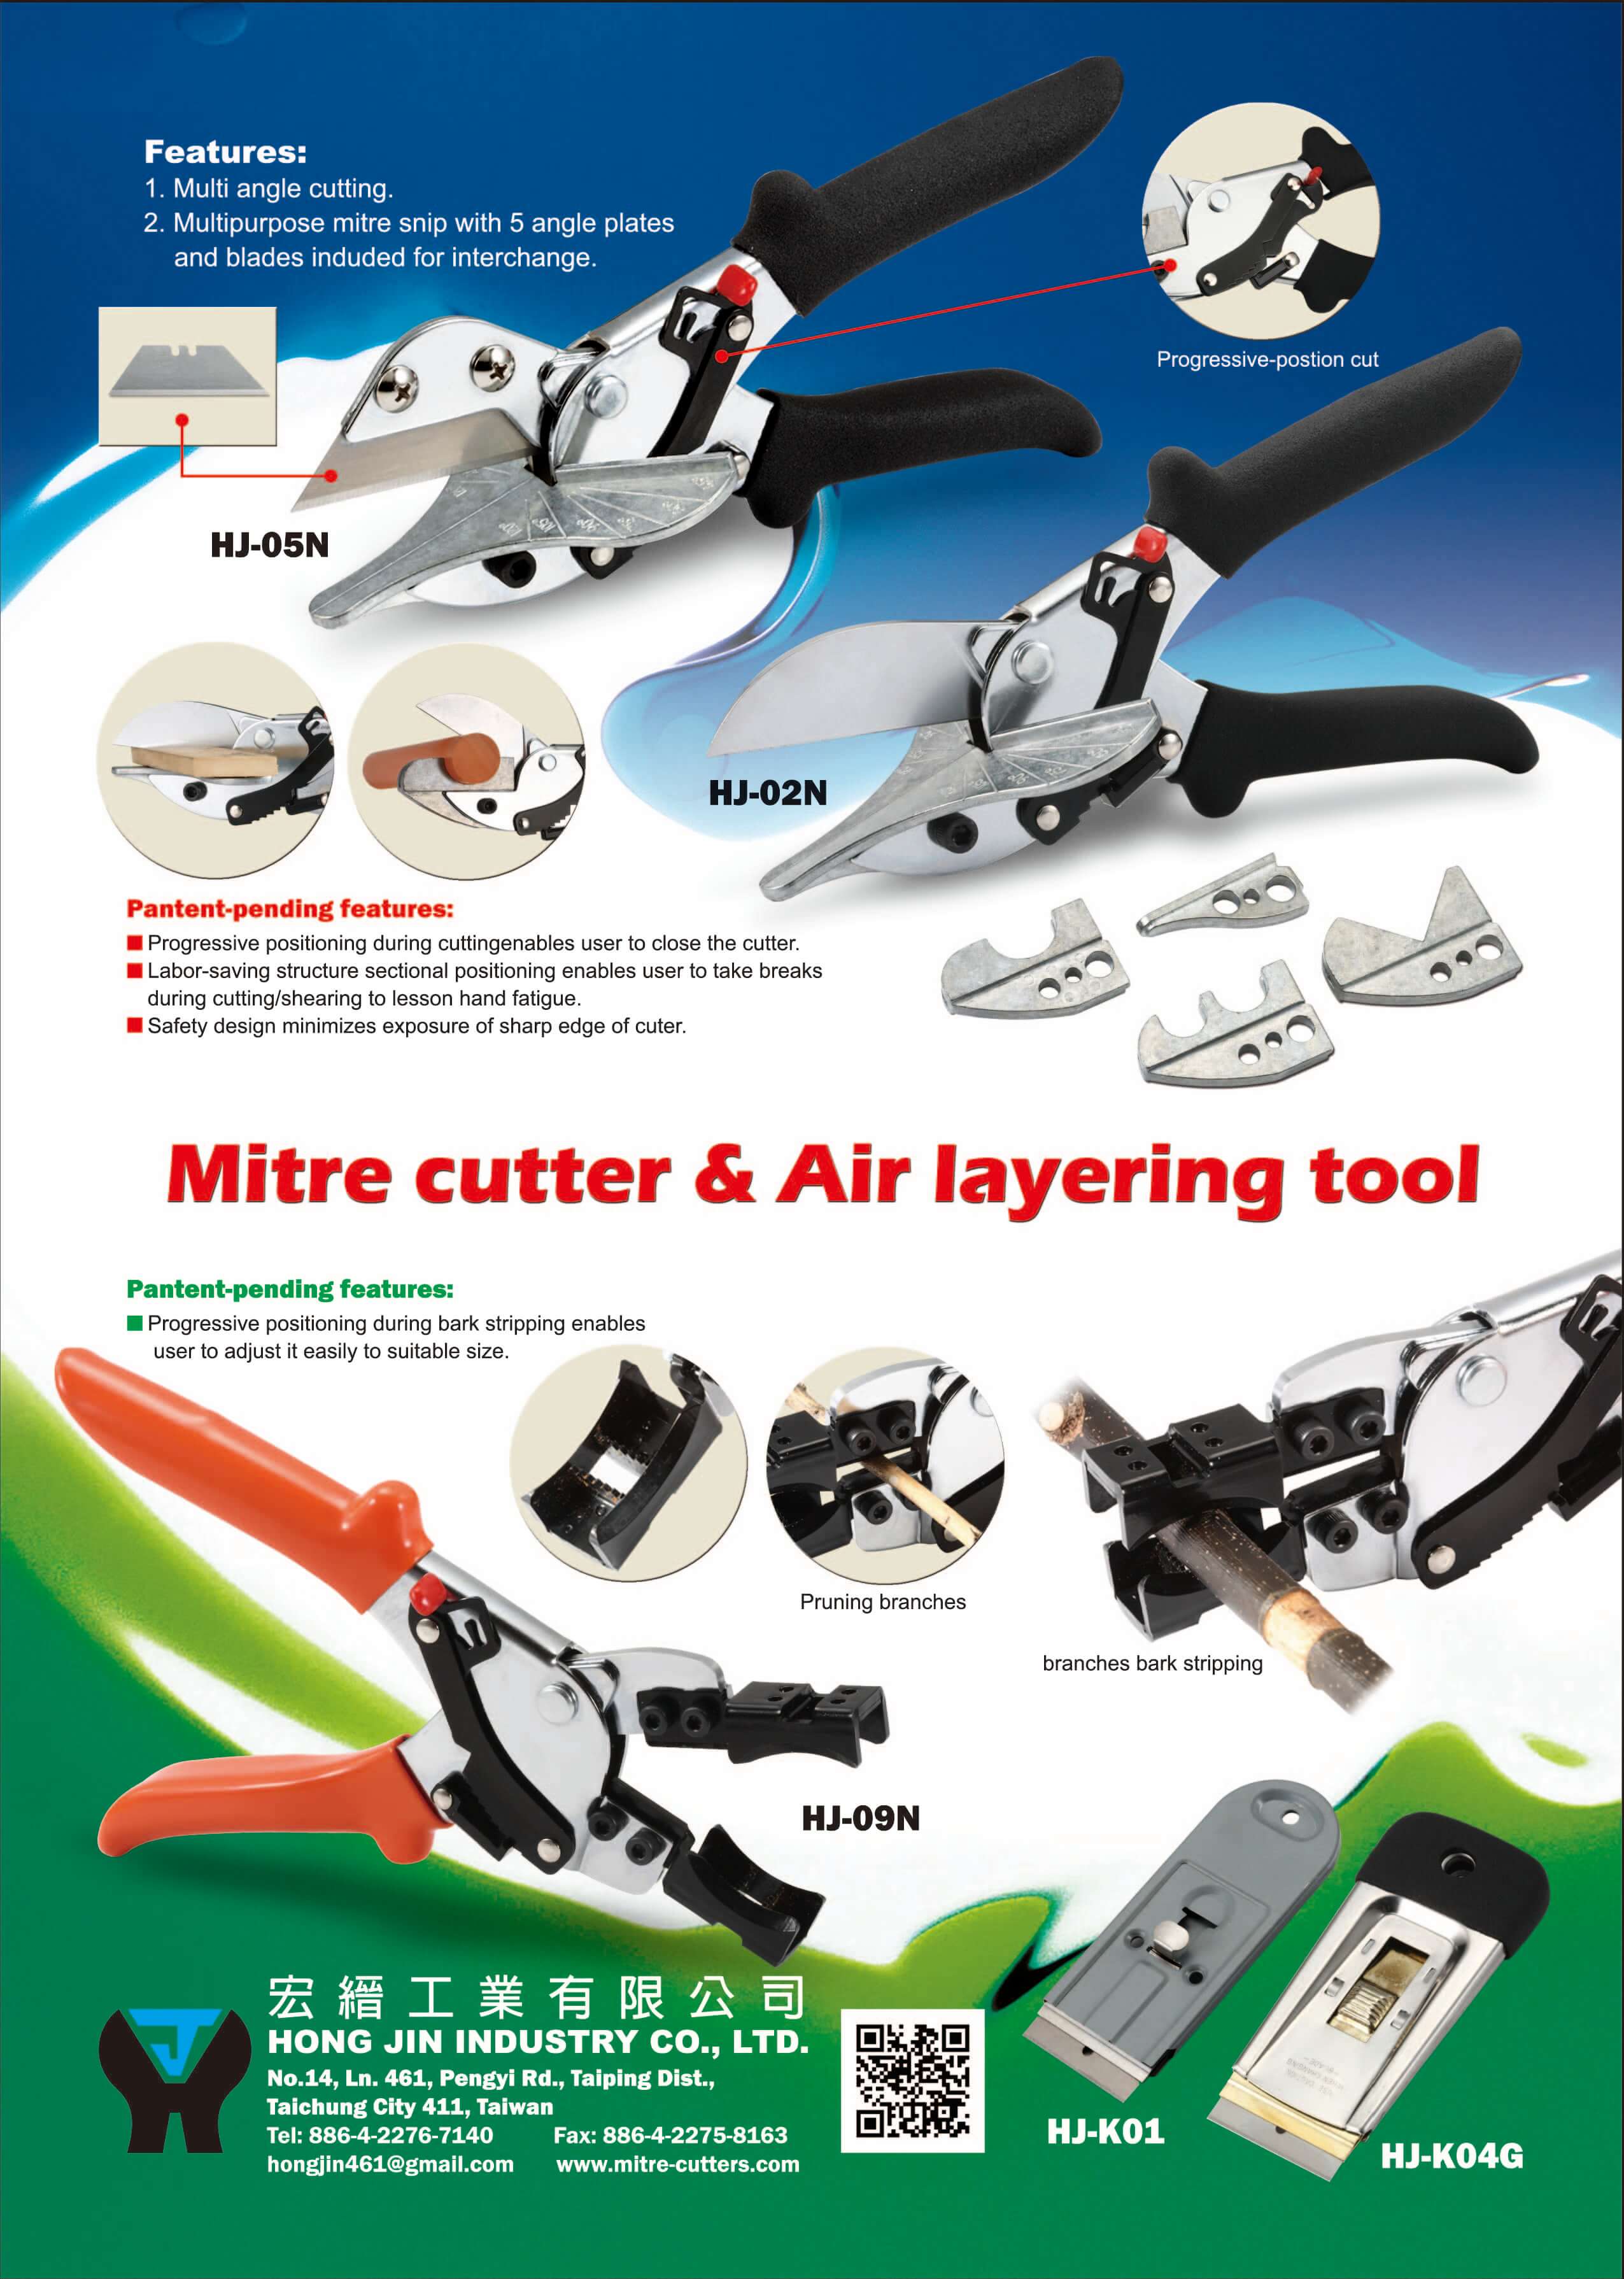 Features:
1. Multi angle cutting.
2. Multipurpose mitre snip with 5 angle plates
and blades induded for interchange.
Progressive-postion cut
HJ-05N
HJ-02N
Pantent-pending features:
Progressive positioning during cuttingenables user to close the cutter.
Labor-saving structure sectional positioning enables user to take breaks
during cutting/shearing to lesson hand fatigue.
Safety design minimizes exposure of sharp edge of cuter.
Mitre cutter & Air layering tool
Pantent-pending features:
Progressive positioning during bark stripping enables
user to adjust it easily to suitable size.
Pruning branches
branches bark stripping
HJ-09N
宏縉工業有限公司
HONG JIN INDUSTRY CO., LTD.
No.14, Ln. 461, Pengyi Rd., Taiping Dist.,
Taichung City 411, Taiwan
Tel: 886-4-2276-7140 Fax: 886-4-2275-8163
hongjin461@gmail.com www.mitre-cutters.com
HJ-K01
HJ-K04G